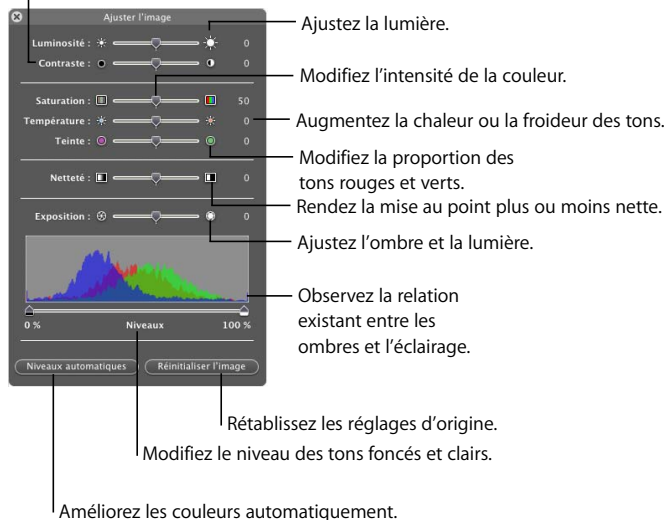 Ajuster l'image
Luminosité : 0
Contraste : 0
Saturation : 50
Température : 0
Teinte : 0
Netteté : 0
Exposition : 0
0 % Niveaux 100 %
Niveaux automatiques Réinitialiser l'image
Ajustez la lumière.
Modifiez l'intensité de la couleur.
Augmentez la chaleur ou la froideur des tons.
Modifiez la proportion des
tons rouges et verts.
Rendez la mise au point plus ou moins nette.
Ajustez l'ombre et la lumière.
Observez la relation
existant entre les
ombres et l'éclairage.
Rétablissez les réglages d'origine.
Modifiez le niveau des tons foncés et clairs.
Améliorez les couleurs automatiquement.